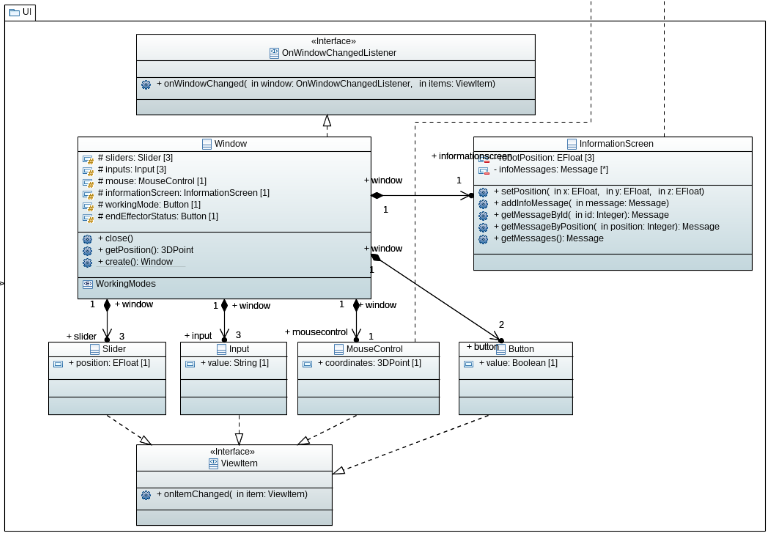 UI
«Interface»
OnWindowChangedListener
+ onWindowChanged( in window: OnWindowChangedListener, in items: ViewItem)
Window
# sliders: Slider [3]
# inputs: Input [3]
# mouse: MouseControl [1]
# informationScreen: InformationScreen [1]
# workingMode: Button [1]
# endEffectorStatus: Button [1]
+ close()
+ getPosition(): 3DPoint
+ create(): Window
WorkingModes
InformationScreen
+ informationscreen
- robotPosition: EFloat [3]
- infoMessages: Message [*]
+ setPosition( in x: EFloat, in y: EFloat, in z: EFloat)
+ addInfoMessage( in message: Message)
+ getMessageById( in id: Integer): Message
+ getMessageByPosition( in position: Integer): Message
+ getMessages(): Message
+ window
1
1
+ window
1
1 + window
1 + window
1 + window
+ slider 3
+ input 3
+ mousecontrol 1
2
+ button
Slider
+ position: EFloat [1]
Input
+ value: String [1]
MouseControl
+ coordinates: 3DPoint [1]
Button
+ value: Boolean [1]
«Interface»
ViewItem
+ onItemChanged( in item: ViewItem)